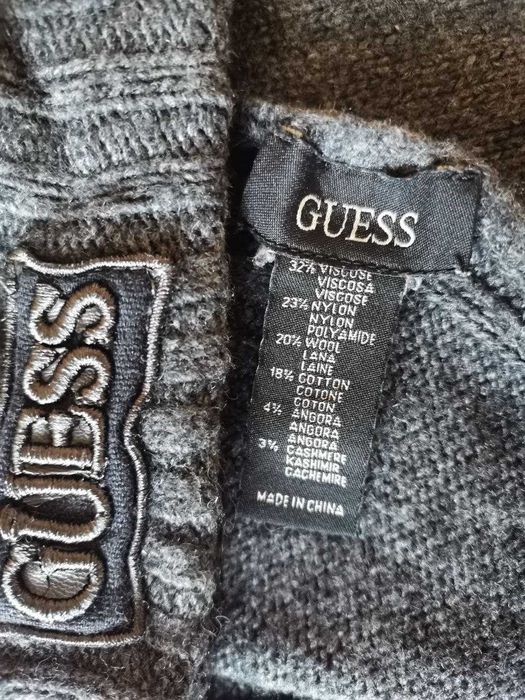 GUESS
GUESS
32% VISCOSE
VISCOSA
VISCOSE
23% NYLON
NYLON
POLYAMIDE
20% WOOL
LANA
LAINE
18% COTTON
COTONE
COTON
4% ANGORA
ANGORA
ANGORA
3% CASHMERE
KASHIMIR
CACHEMIRE
MADE IN CHINA